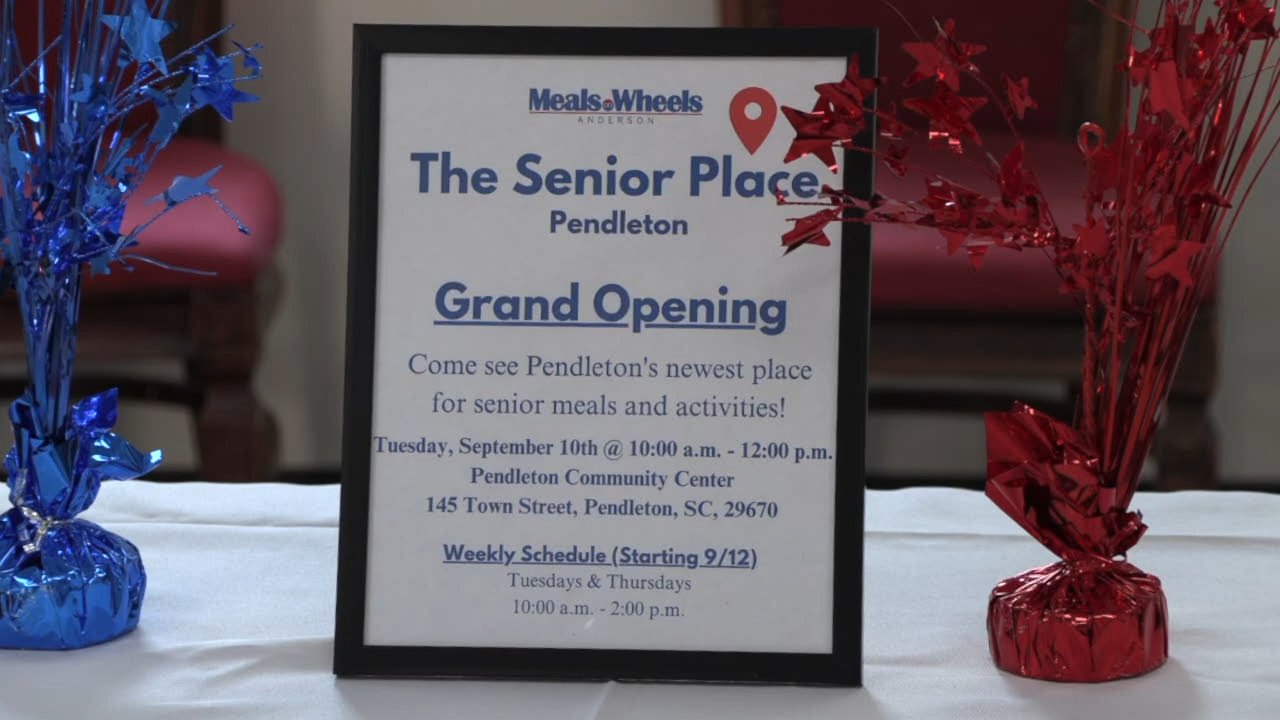 Meals on Wheels
ANDERSON
The Senior Place
Pendleton
Grand Opening
Come see Pendleton's newest place
for senior meals and activities!
Tuesday, September 10th @ 10:00 a.m. - 12:00 p.m.
Pendleton Community Center
145 Town Street, Pendleton, SC, 29670
Weekly Schedule (Starting 9/12)
Tuesdays & Thursdays
10:00 a.m. - 2:00 p.m.